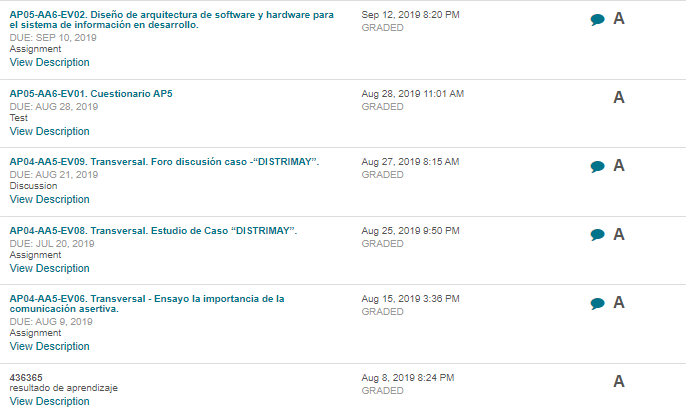 AP05-AA6-EV02. Diseño de arquitectura de software y hardware para
el sistema de información en desarrollo.
DUE: SEP 10, 2019
Assignment
View Description
Sep 12, 2019 8:20 PM
GRADED
A
AP05-AA6-EV01. Cuestionario AP5
DUE: AUG 28, 2019
Test
View Description
Aug 28, 2019 11:01 AM
GRADED
A
AP04-AA5-EV09. Transversal. Foro discusión caso -“DISTRIMAY”.
DUE: AUG 21, 2019
Discussion
View Description
Aug 27, 2019 8:15 AM
GRADED
A
AP04-AA5-EV08. Transversal. Estudio de Caso “DISTRIMAY”.
DUE: JUL 20, 2019
Assignment
View Description
Aug 25, 2019 9:50 PM
GRADED
A
AP04-AA5-EV06. Transversal - Ensayo la importancia de la
comunicación asertiva.
DUE: AUG 9, 2019
Assignment
View Description
Aug 15, 2019 3:36 PM
GRADED
A
436365
resultado de aprendizaje
View Description
Aug 8, 2019 8:24 PM
GRADED
A